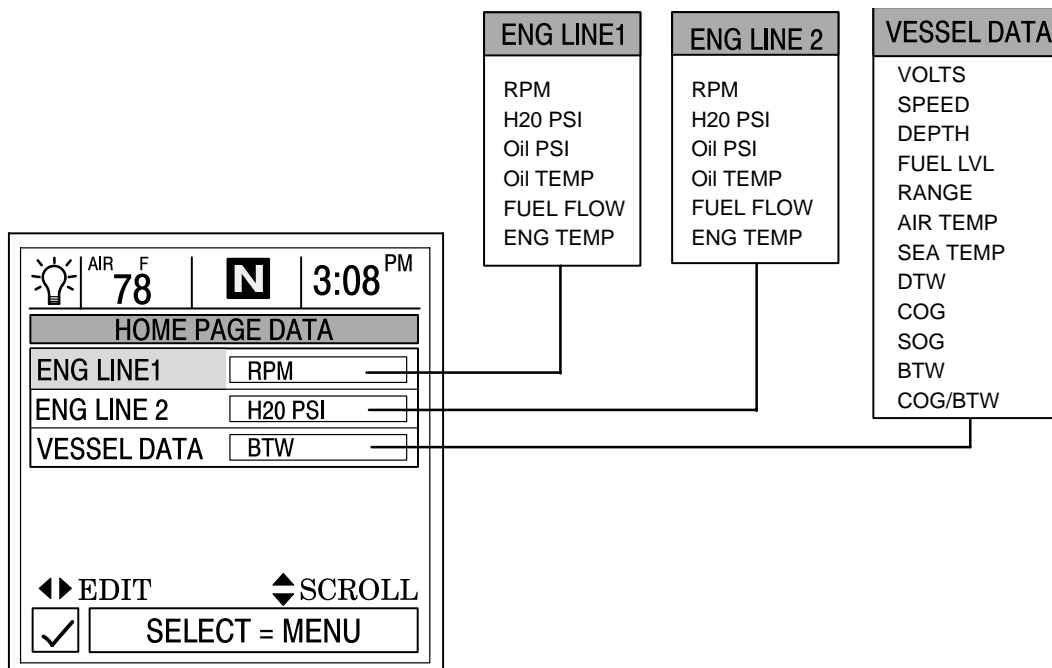 ENG LINE1
RPM
H20 PSI
Oil PSI
Oil TEMP
FUEL FLOW
ENG TEMP
ENG LINE 2
RPM
H20 PSI
Oil PSI
Oil TEMP
FUEL FLOW
ENG TEMP
VESSEL DATA
VOLTS
SPEED
DEPTH
FUEL LVL
RANGE
AIR TEMP
SEA TEMP
DTW
COG
SOG
BTW
COG/BTW
AIR F 78 N 3:08 PM
HOME PAGE DATA
ENG LINE1 RPM
ENG LINE 2 H20 PSI
VESSEL DATA BTW
EDIT SCROLL
SELECT = MENU